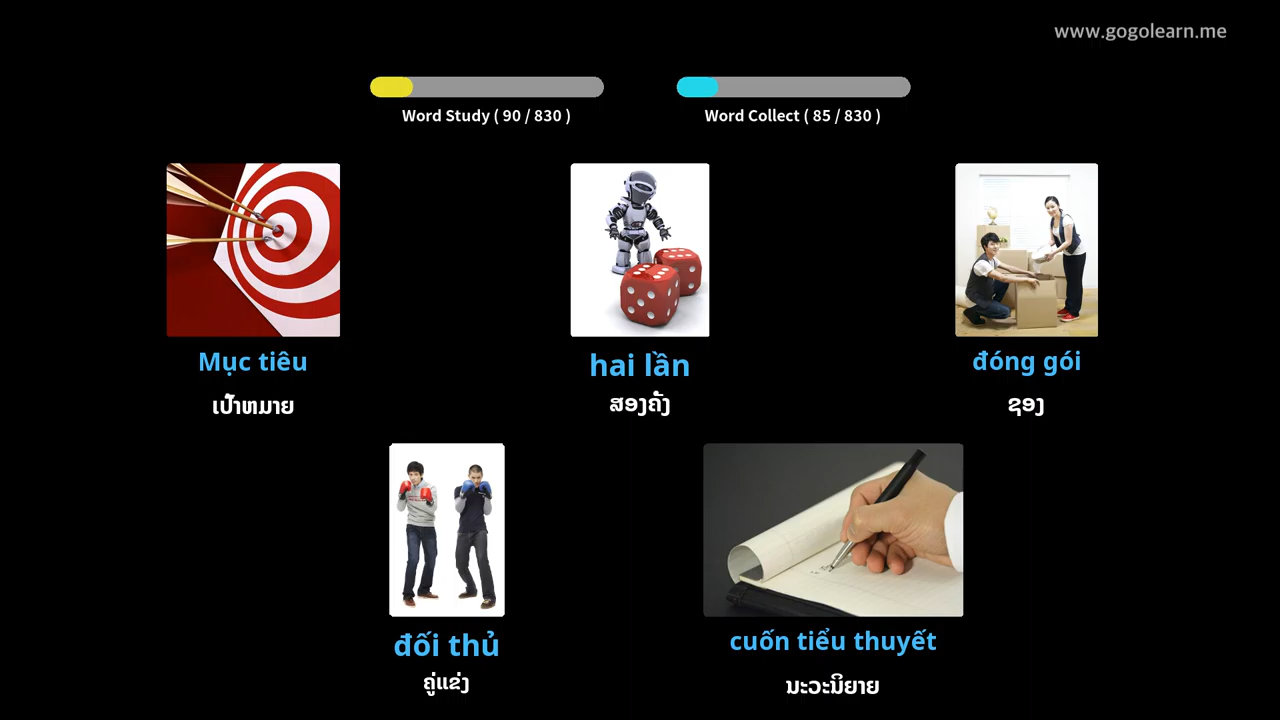 www.gogolearn.me
Word Study ( 90 / 830 )
Word Collect ( 85 / 830 )
Mục tiêu
ເປົ້າຫມາຍ
hai lần
ສອງຄັ້ງ
đóng gói
ຊອງ
đối thủ
ຄູ່ແຂ່ງ
cuốn tiểu thuyết
ນະວະນິຍາຍ